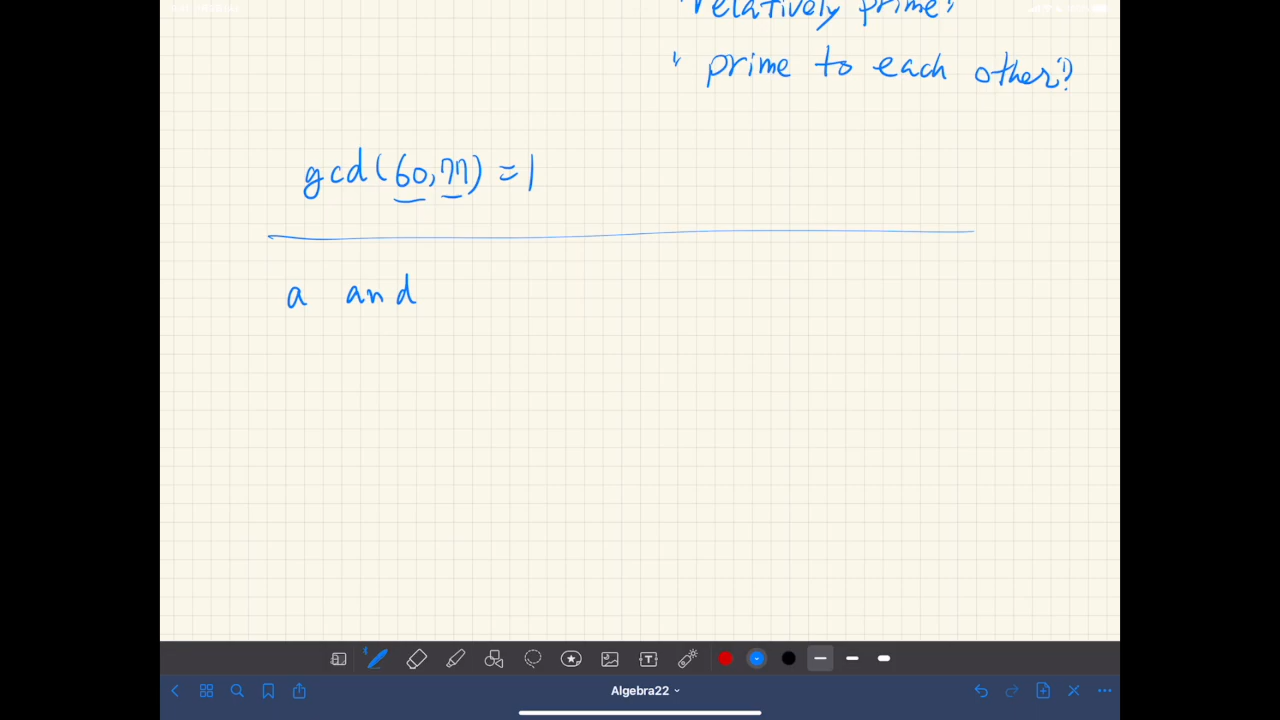 "relatively prime?
" prime to each other"?
gcd(60,77) = 1
a and
Algebra22